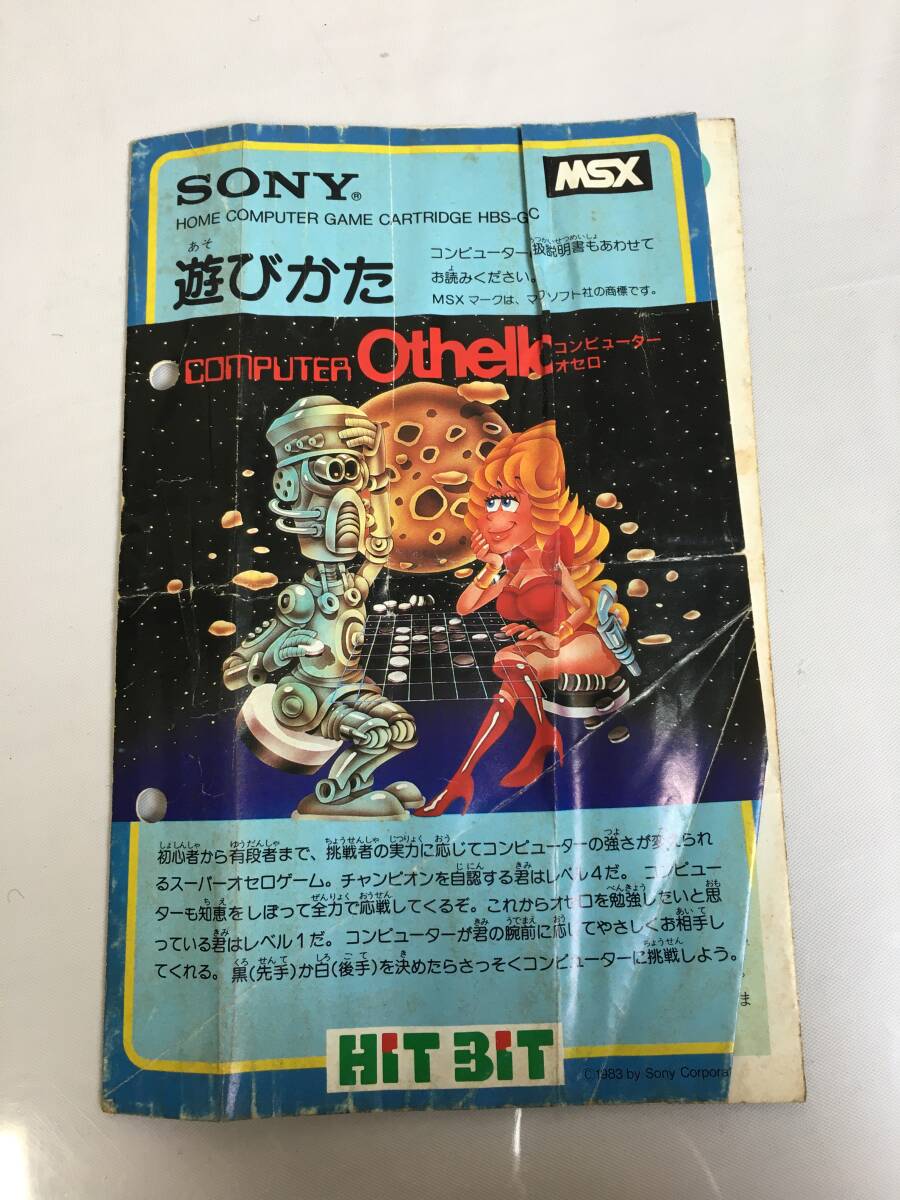 SONY®
MSX
HOME COMPUTER GAME CARTRIDGE HBS-GC
あそ
遊びかた
コンピューター 扱説明書もあわせて
お読みください。
MSXマークは、マ ソフト社の商標です。
COMPUTER Othello コンピューター
オセロ
初心者から有段者まで、挑戦者の実力に応じてコンピューターの強さが変えられ
るスーパーオセロゲーム。チャンピオンを自認する君はレベル4だ。コンピュー
ターも知恵をしぼって全力で応戦してくるぞ。これからオセロを勉強したいと思
っている君はレベル1だ。コンピューターが君の腕前に応じてやさしくお相手し
てくれる。黒(先手)か白(後手)を決めたらさっそくコンピューターに挑戦しよう。
ま
HiT BiT
©1983 by Sony Corporat